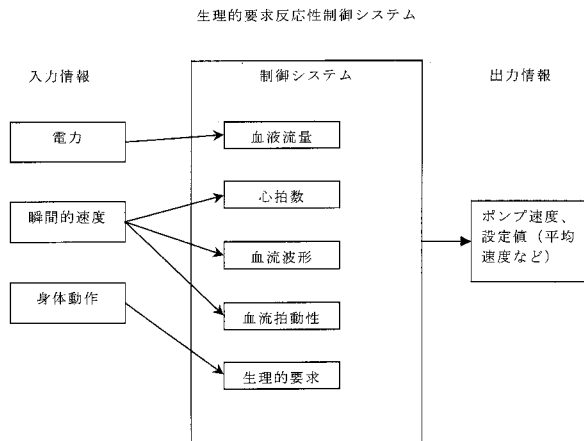 生理的要求反応性制御システム
入力情報
制御システム
出力情報
電力
瞬間的速度
身体動作
血液流量
心拍数
血流波形
血流拍動性
生理的要求
ポンプ速度、
設定値（平均
速度など）